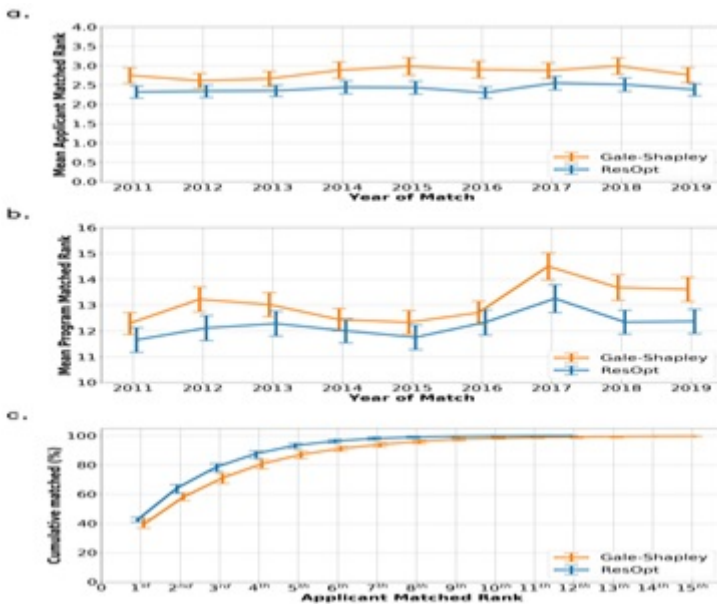 a.
Mean Applicant Matched Rank
4.0
3.5
3.0
2.5
2.0
1.5
1.0
0.5
0.0
Gale-Shapley
ResOpt
2011 2012 2013 2014 2015 2016 2017 2018 2019
Year of Match
b.
Mean Program Matched Rank
16
15
14
13
12
11
10
Gale-Shapley
ResOpt
2011 2012 2013 2014 2015 2016 2017 2018 2019
Year of Match
c.
Cumulative matched (%)
100
80
60
40
20
0
Gale-Shapley
ResOpt
0 1st 2nd 3rd 4th 5th 6th 7th 8th 9th 10th 11th 12th 13th 14th 15th
Applicant Matched Rank